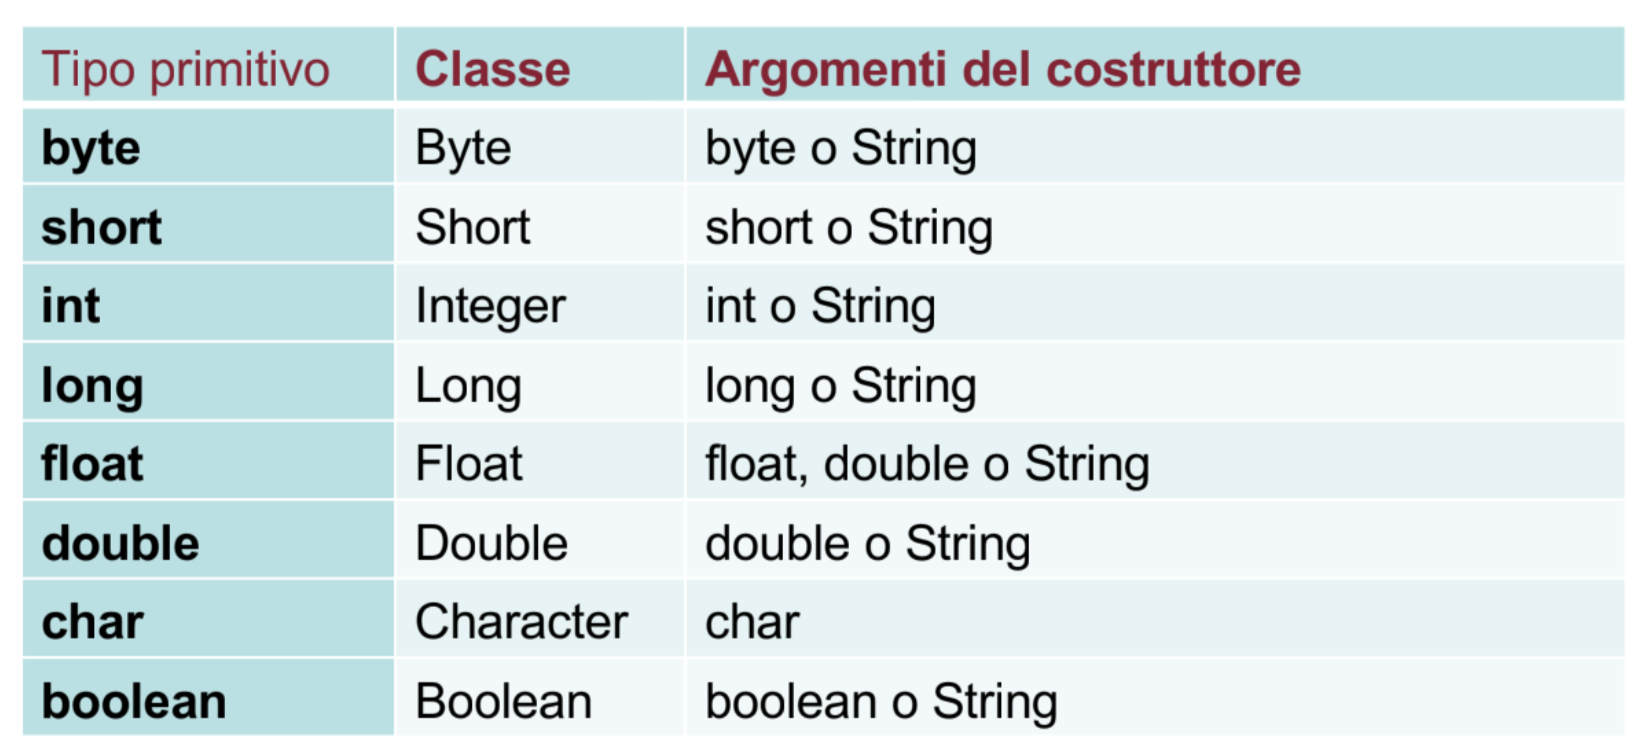 Tipo primitivo Classe Argomenti del costruttore
byte Byte byte o String
short Short short o String
int Integer int o String
long Long long o String
float Float float, double o String
double Double double o String
char Character char
boolean Boolean boolean o String